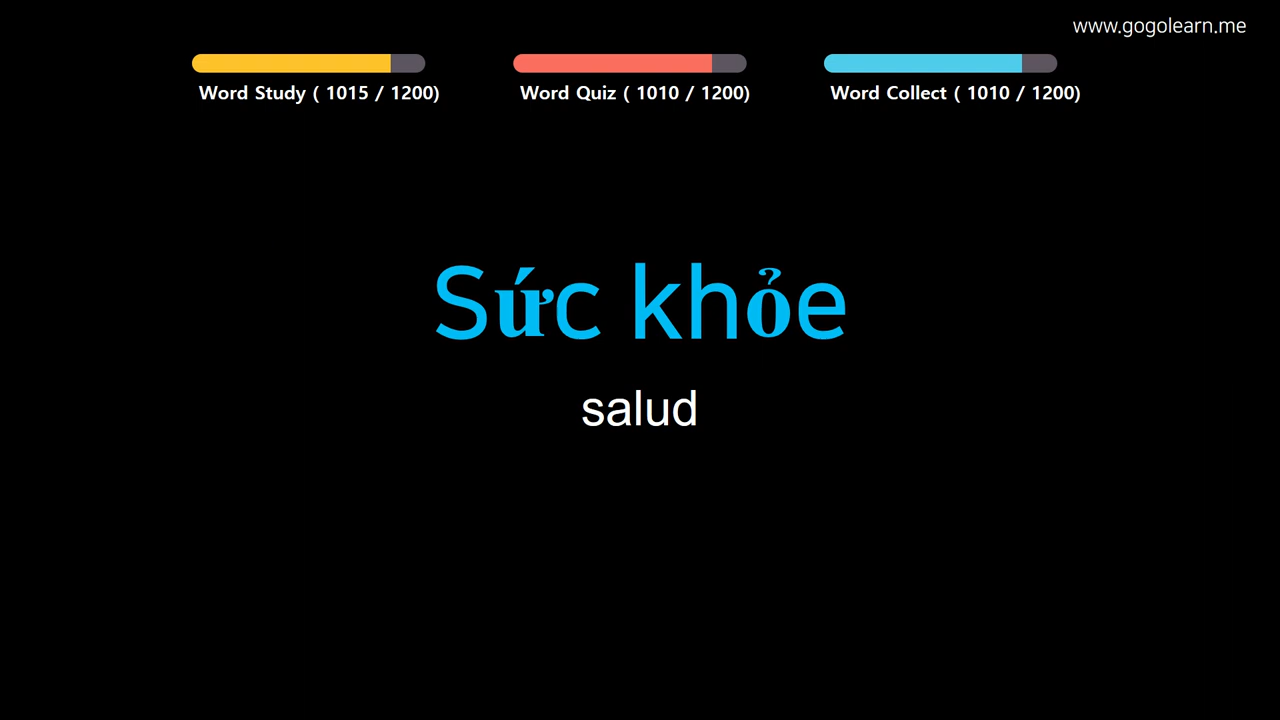 www.gogolearn.me
Word Study ( 1015 / 1200)
Word Quiz ( 1010 / 1200)
Word Collect ( 1010 / 1200)
Sức khỏe
salud